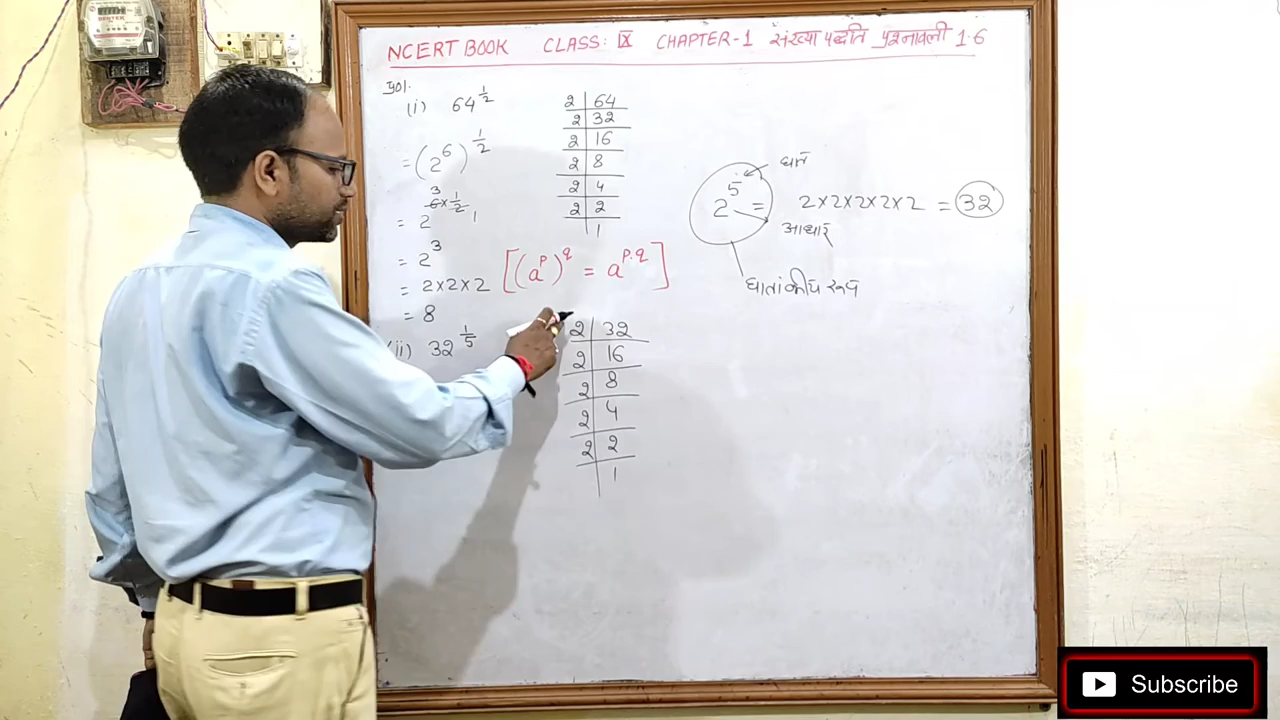 NCERT BOOK CLASS: IX CHAPTER-1 संख्या पद्धति प्रश्नावली 1.6
प्र01.
(i) 64^(1/2)
= (2^6)^(1/2)
= 2^(6×1/2)
3
1
= 2^3
= 2×2×2
= 8
(ii) 32^(1/5)
2 | 64
2 | 32
2 | 16
2 | 8
2 | 4
2 | 2
1
[(a^p)^q = a^(p.q)]
2 | 32
2 | 16
2 | 8
2 | 4
2 | 2
1
घात
2^5 = 2×2×2×2×2 = 32
आधार
घातांकीय रूप
Subscribe